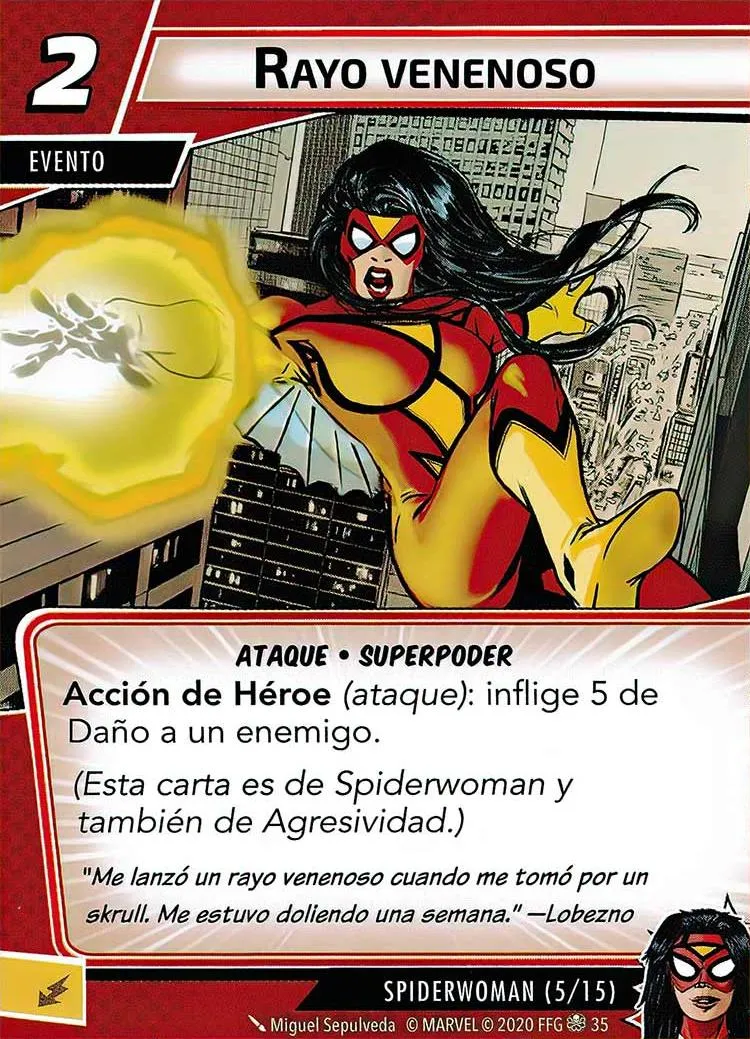 2
RAYO VENENOSO
EVENTO
ATAQUE • SUPERPODER
Acción de Héroe (ataque): inflige 5 de
Daño a un enemigo.
(Esta carta es de Spiderwoman y
también de Agresividad.)
"Me lanzó un rayo venenoso cuando me tomó por un
skrull. Me estuvo doliendo una semana." —Lobezno
SPIDERWOMAN (5/15)
Miguel Sepulveda © MARVEL © 2020 FFG 35